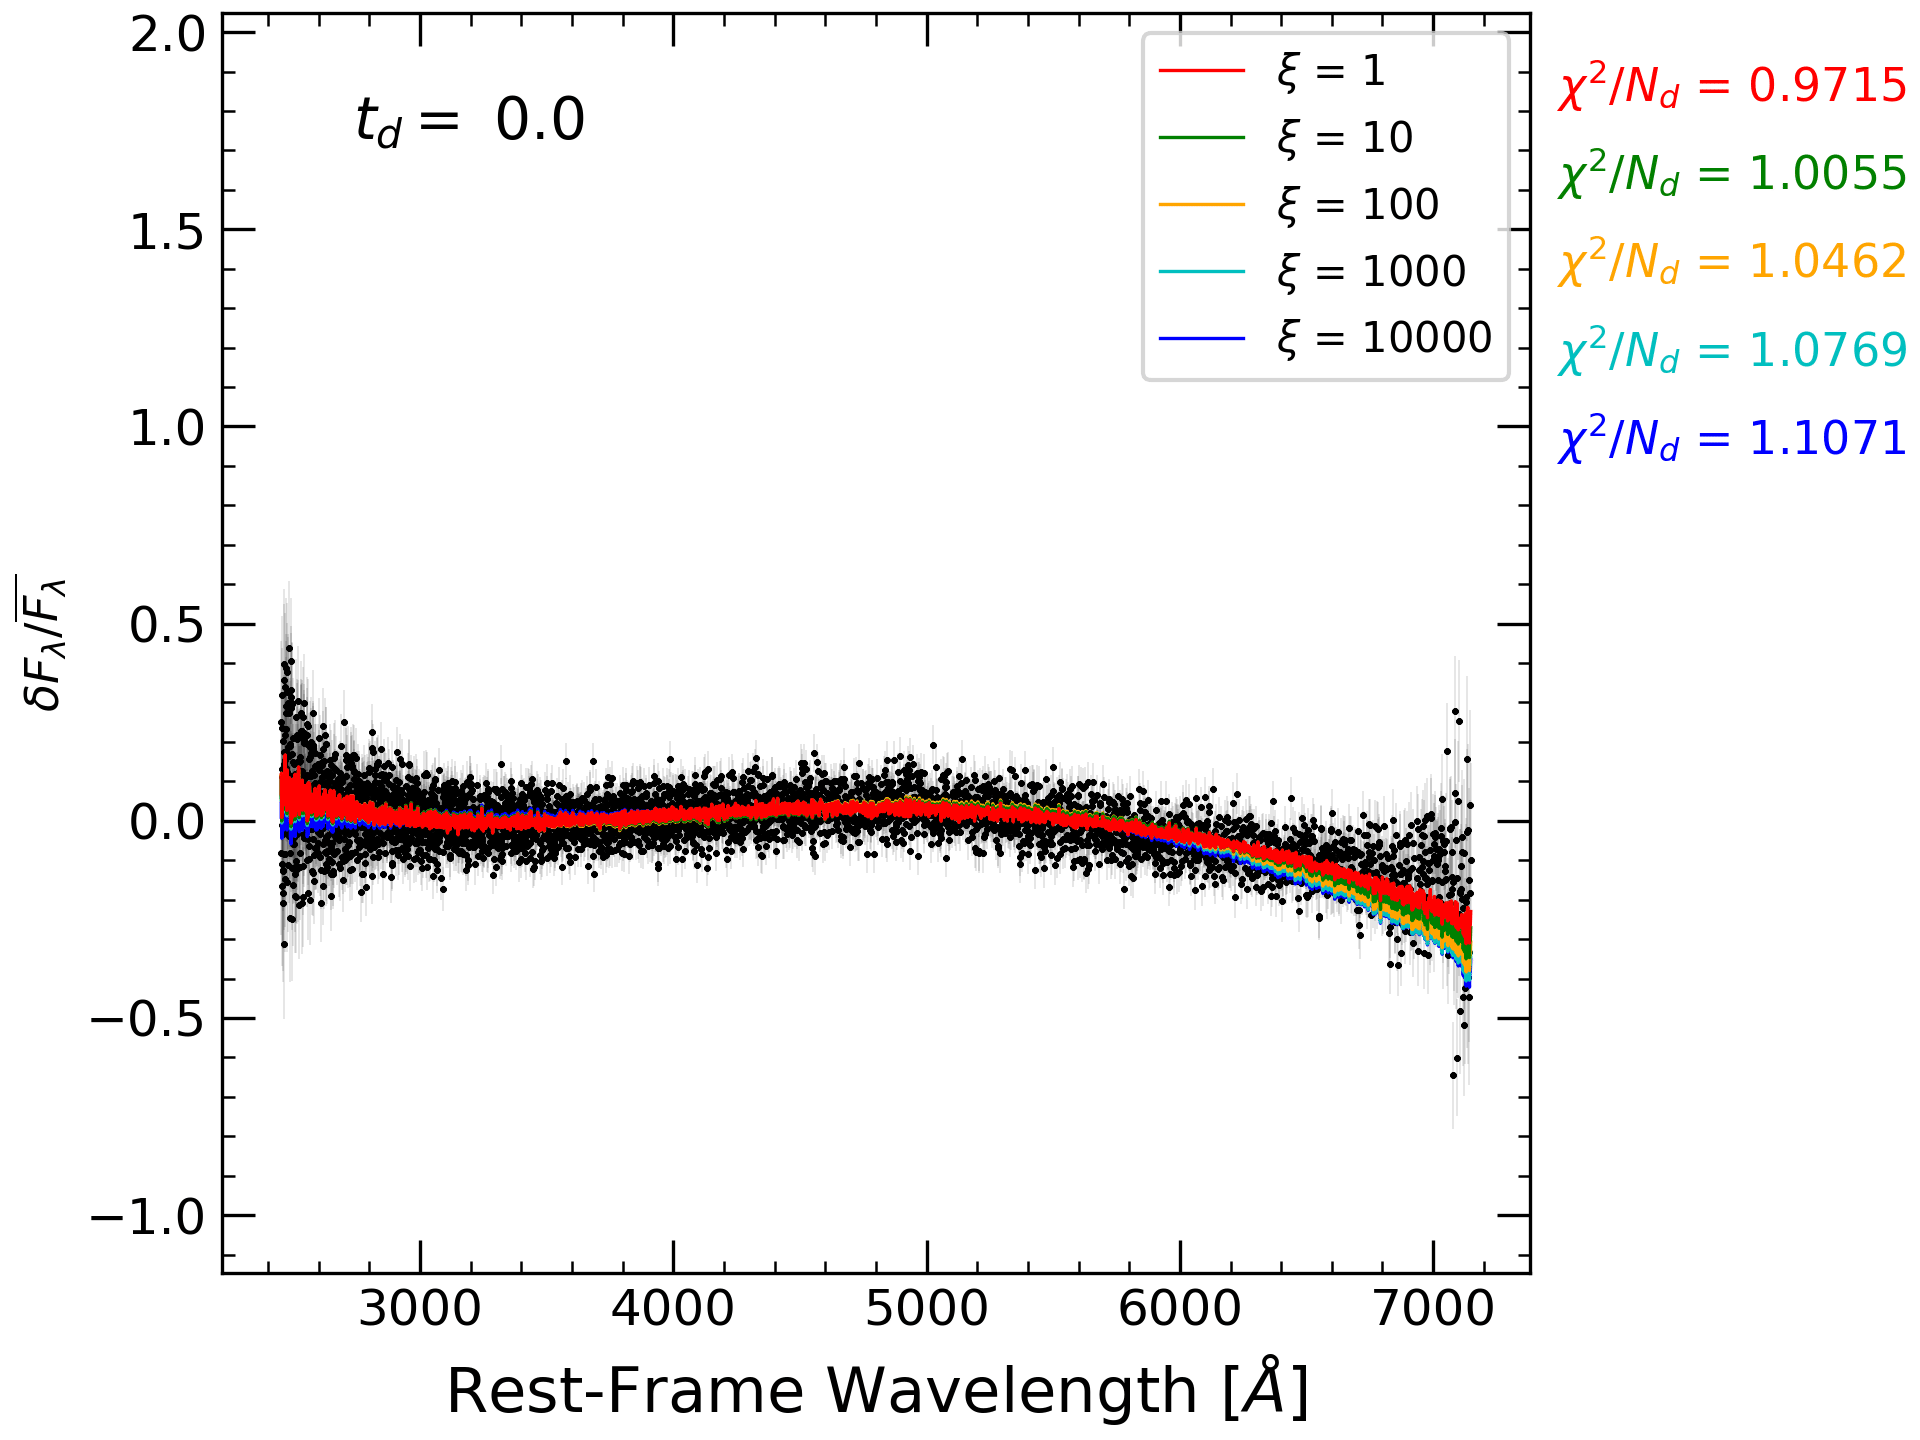 t_d = 0.0
ξ = 1
ξ = 10
ξ = 100
ξ = 1000
ξ = 10000
χ²/N_d = 0.9715
χ²/N_d = 1.0055
χ²/N_d = 1.0462
χ²/N_d = 1.0769
χ²/N_d = 1.1071
2.0
1.5
1.0
0.5
0.0
−0.5
−1.0
δF_λ/F̅_λ
3000 4000 5000 6000 7000
Rest-Frame Wavelength [Å]